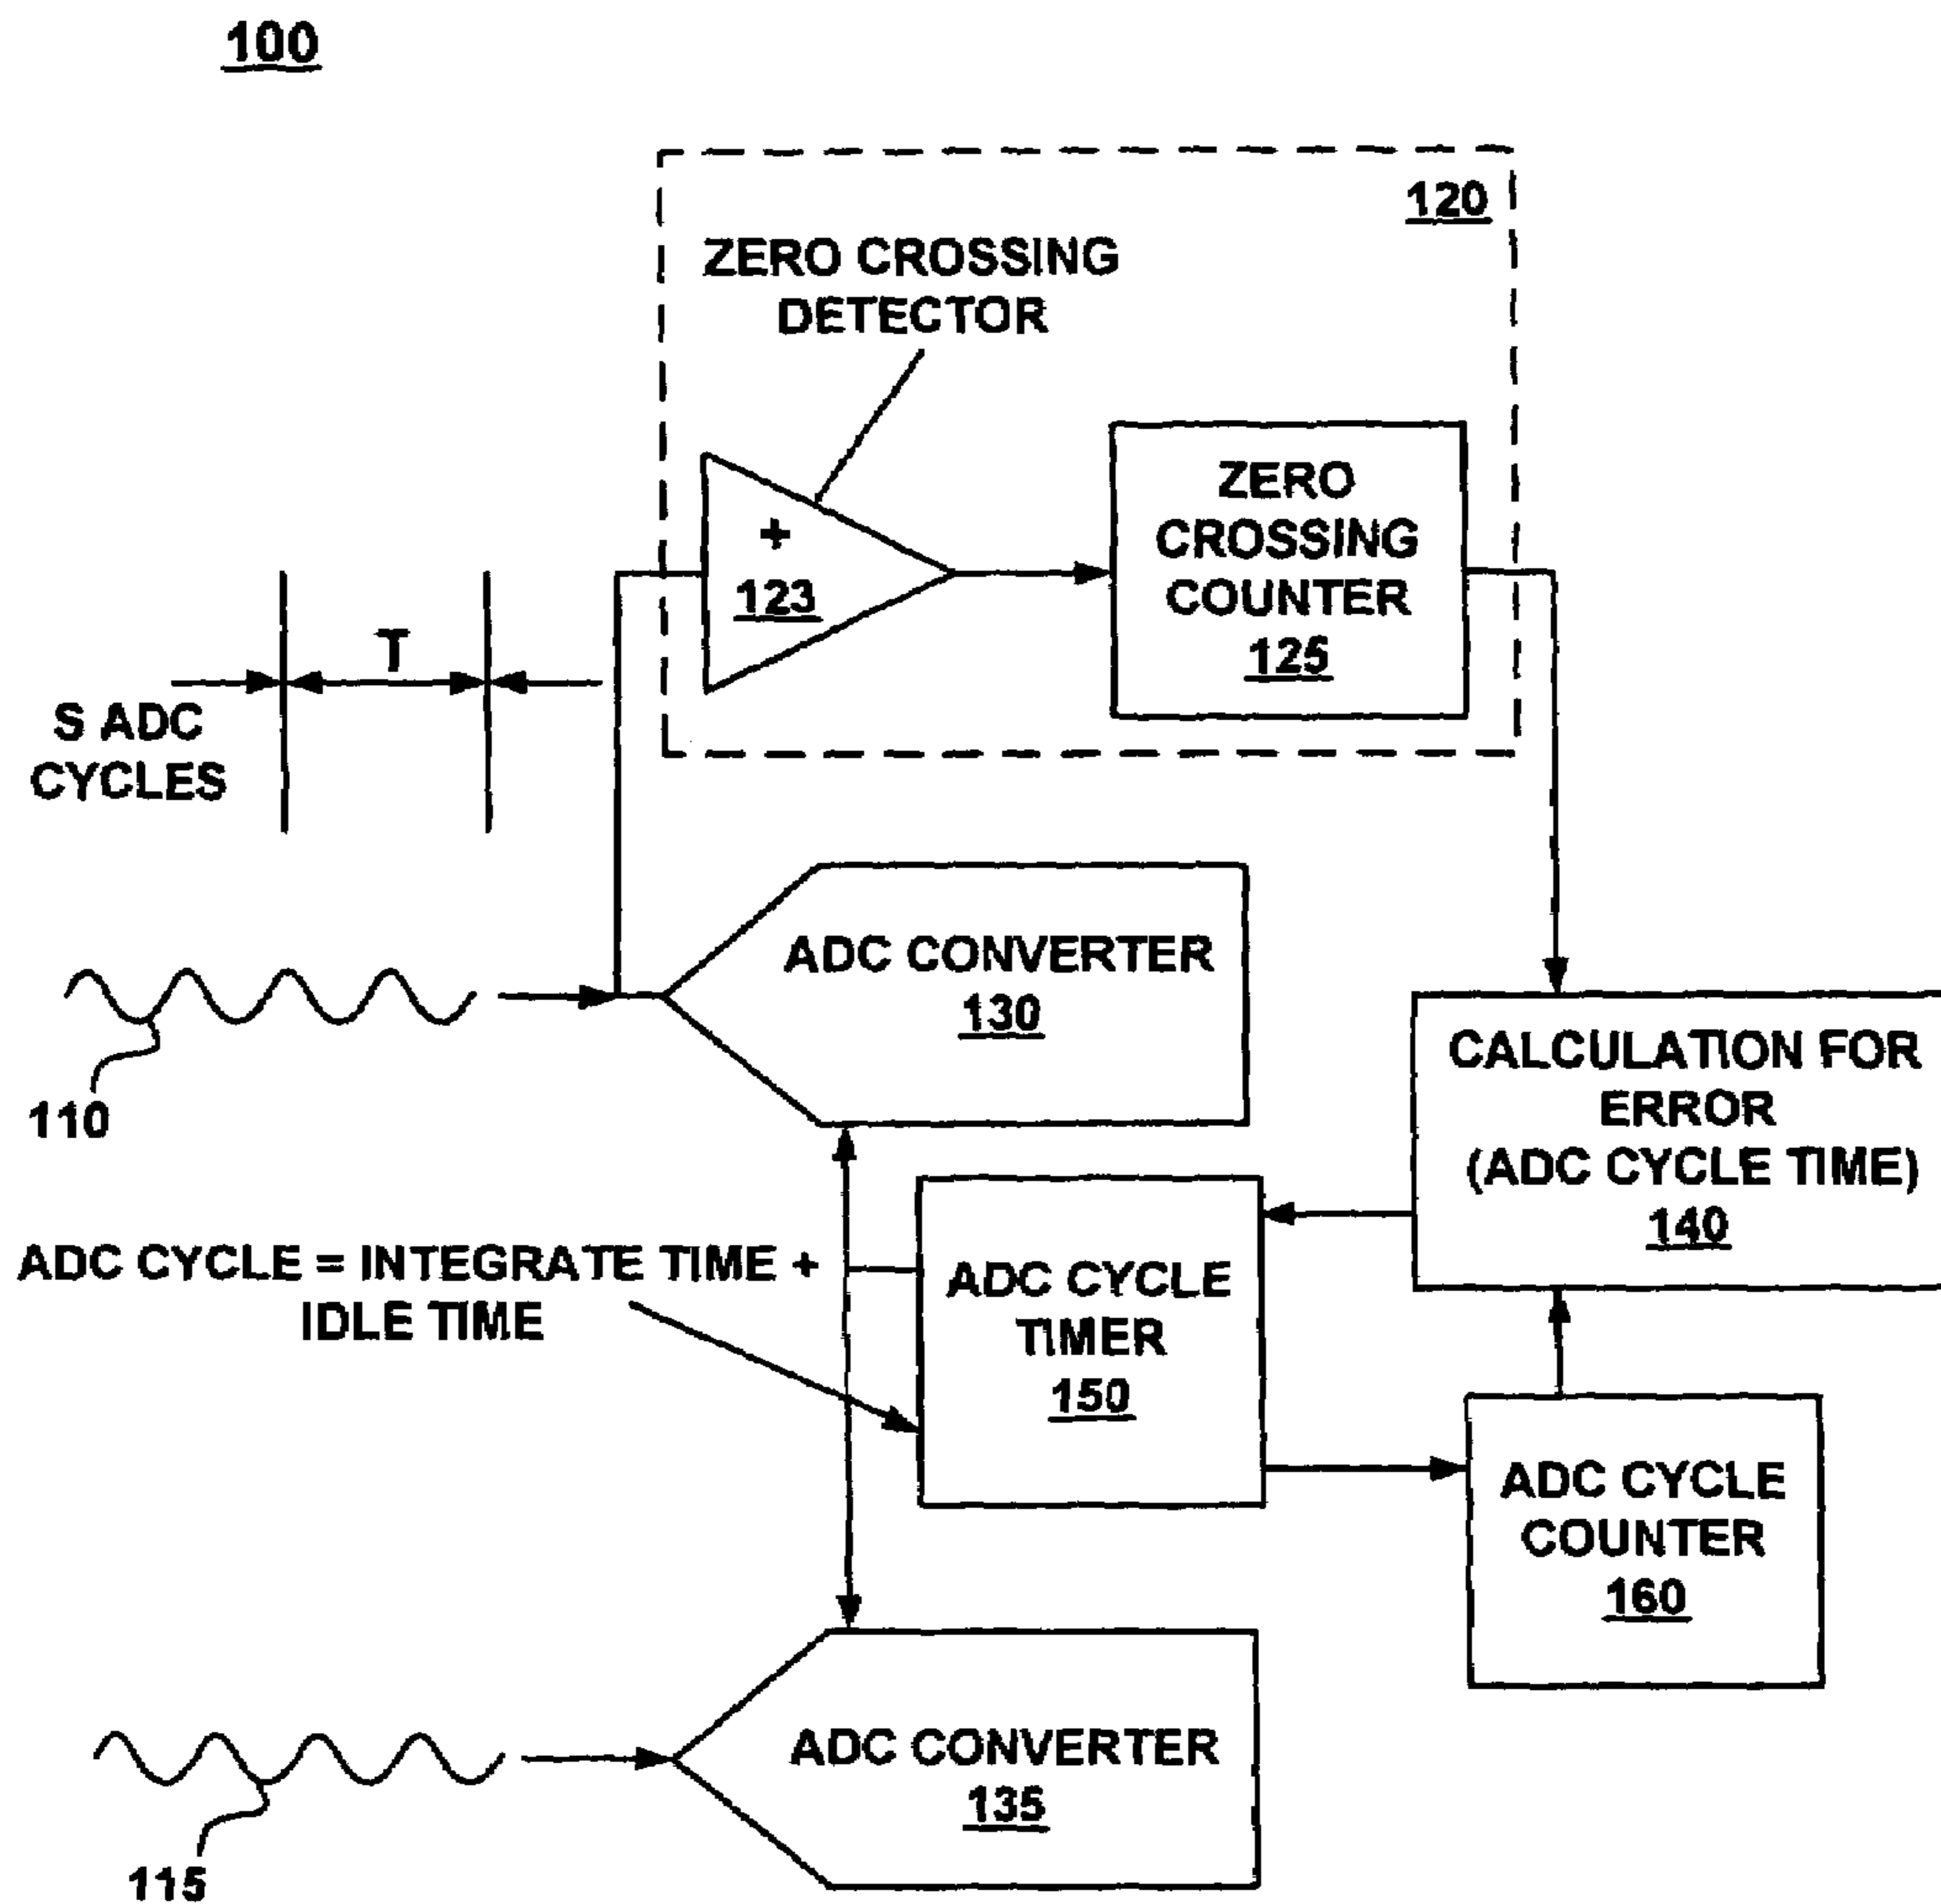 100
120
ZERO CROSSING
DETECTOR
+
123
ZERO
CROSSING
COUNTER
125
T
S ADC
CYCLES
ADC CONVERTER
130
110
CALCULATION FOR
ERROR
(ADC CYCLE TIME)
140
ADC CYCLE = INTEGRATE TIME +
IDLE TIME
ADC CYCLE
TIMER
150
ADC CYCLE
COUNTER
160
ADC CONVERTER
135
115